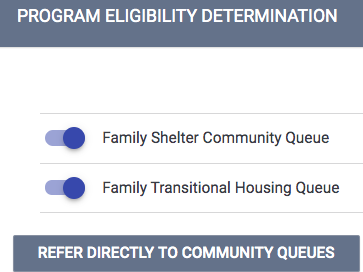 PROGRAM ELIGIBILITY DETERMINATION
Family Shelter Community Queue
Family Transitional Housing Queue
REFER DIRECTLY TO COMMUNITY QUEUES